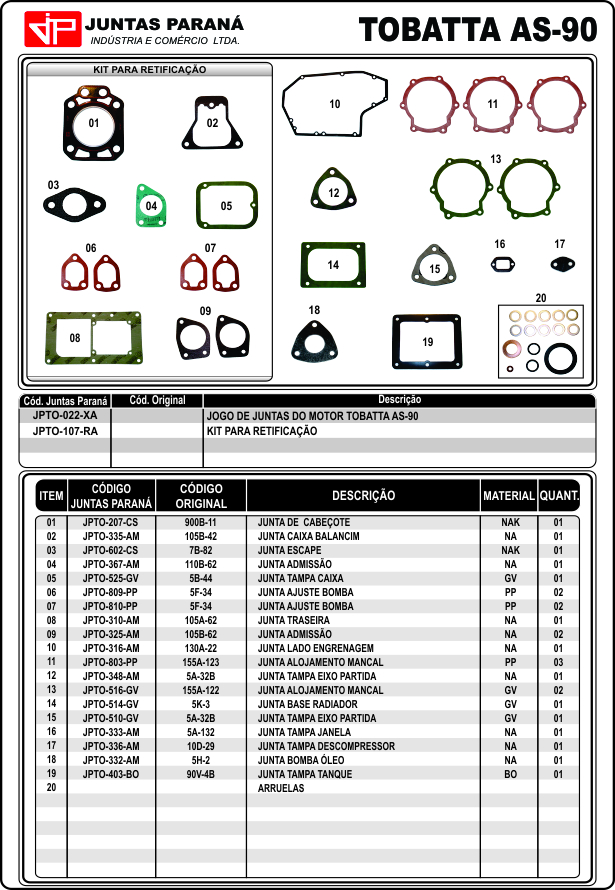 JP JUNTAS PARANÁ
INDÚSTRIA E COMÉRCIO LTDA.
TOBATTA AS-90
KIT PARA RETIFICAÇÃO
01
02
10
11
03
04
05
12
13
06
07
14
15
16
17
08
09
18
19
20
Cód. Juntas Paraná Cód. Original Descrição
JPTO-022-XA JOGO DE JUNTAS DO MOTOR TOBATTA AS-90
JPTO-107-RA KIT PARA RETIFICAÇÃO
ITEM CÓDIGO JUNTAS PARANÁ CÓDIGO ORIGINAL DESCRIÇÃO MATERIAL QUANT.
01 JPTO-207-CS 900B-11 JUNTA DE CABEÇOTE NAK 01
02 JPTO-335-AM 105B-42 JUNTA CAIXA BALANCIM NA 01
03 JPTO-602-CS 7B-82 JUNTA ESCAPE NAK 01
04 JPTO-367-AM 110B-62 JUNTA ADMISSÃO NA 01
05 JPTO-525-GV 5B-44 JUNTA TAMPA CAIXA GV 01
06 JPTO-809-PP 5F-34 JUNTA AJUSTE BOMBA PP 02
07 JPTO-810-PP 5F-34 JUNTA AJUSTE BOMBA PP 02
08 JPTO-310-AM 105A-62 JUNTA TRASEIRA NA 01
09 JPTO-325-AM 105B-62 JUNTA ADMISSÃO NA 02
10 JPTO-316-AM 130A-22 JUNTA LADO ENGRENAGEM NA 01
11 JPTO-803-PP 155A-123 JUNTA ALOJAMENTO MANCAL PP 03
12 JPTO-348-AM 5A-32B JUNTA TAMPA EIXO PARTIDA NA 01
13 JPTO-516-GV 155A-122 JUNTA ALOJAMENTO MANCAL GV 02
14 JPTO-514-GV 5K-3 JUNTA BASE RADIADOR GV 01
15 JPTO-510-GV 5A-32B JUNTA TAMPA EIXO PARTIDA GV 01
16 JPTO-333-AM 5A-132 JUNTA TAMPA JANELA NA 01
17 JPTO-336-AM 10D-29 JUNTA TAMPA DESCOMPRESSOR NA 01
18 JPTO-332-AM 5H-2 JUNTA BOMBA ÓLEO NA 01
19 JPTO-403-BO 90V-4B JUNTA TAMPA TANQUE BO 01
20 ARRUELAS